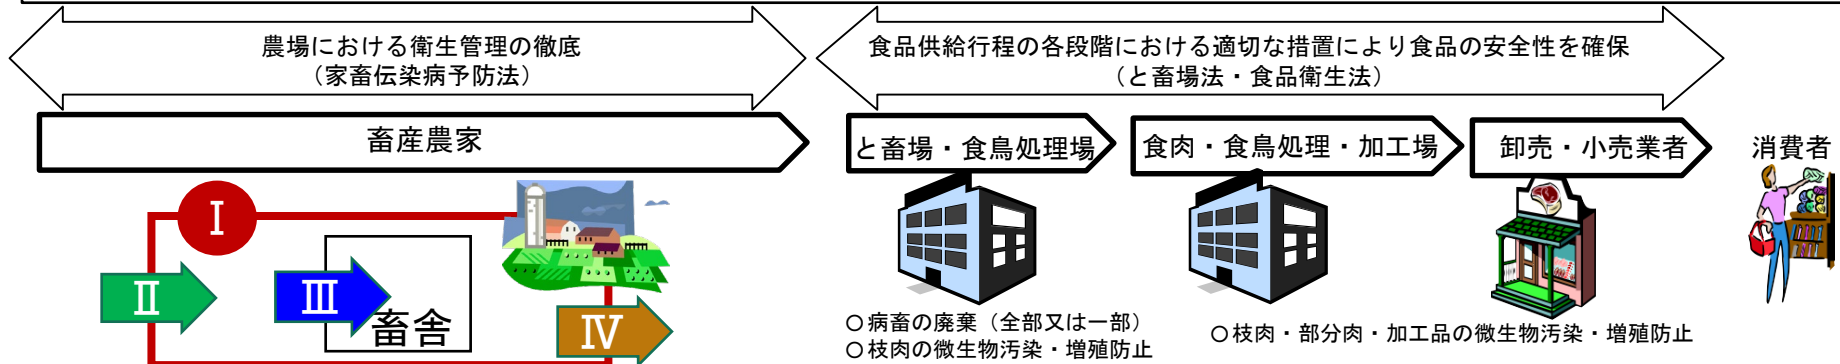 農場における衛生管理の徹底
（家畜伝染病予防法）
食品供給行程の各段階における適切な措置により食品の安全性を確保
（と畜場法・食品衛生法）
畜産農家
と畜場・食鳥処理場
食肉・食鳥処理・加工場
卸売・小売業者
消費者
Ⅰ
Ⅱ
Ⅲ
畜舎
Ⅳ
○病畜の廃棄（全部又は一部）
○枝肉の微生物汚染・増殖防止
○枝肉・部分肉・加工品の微生物汚染・増殖防止